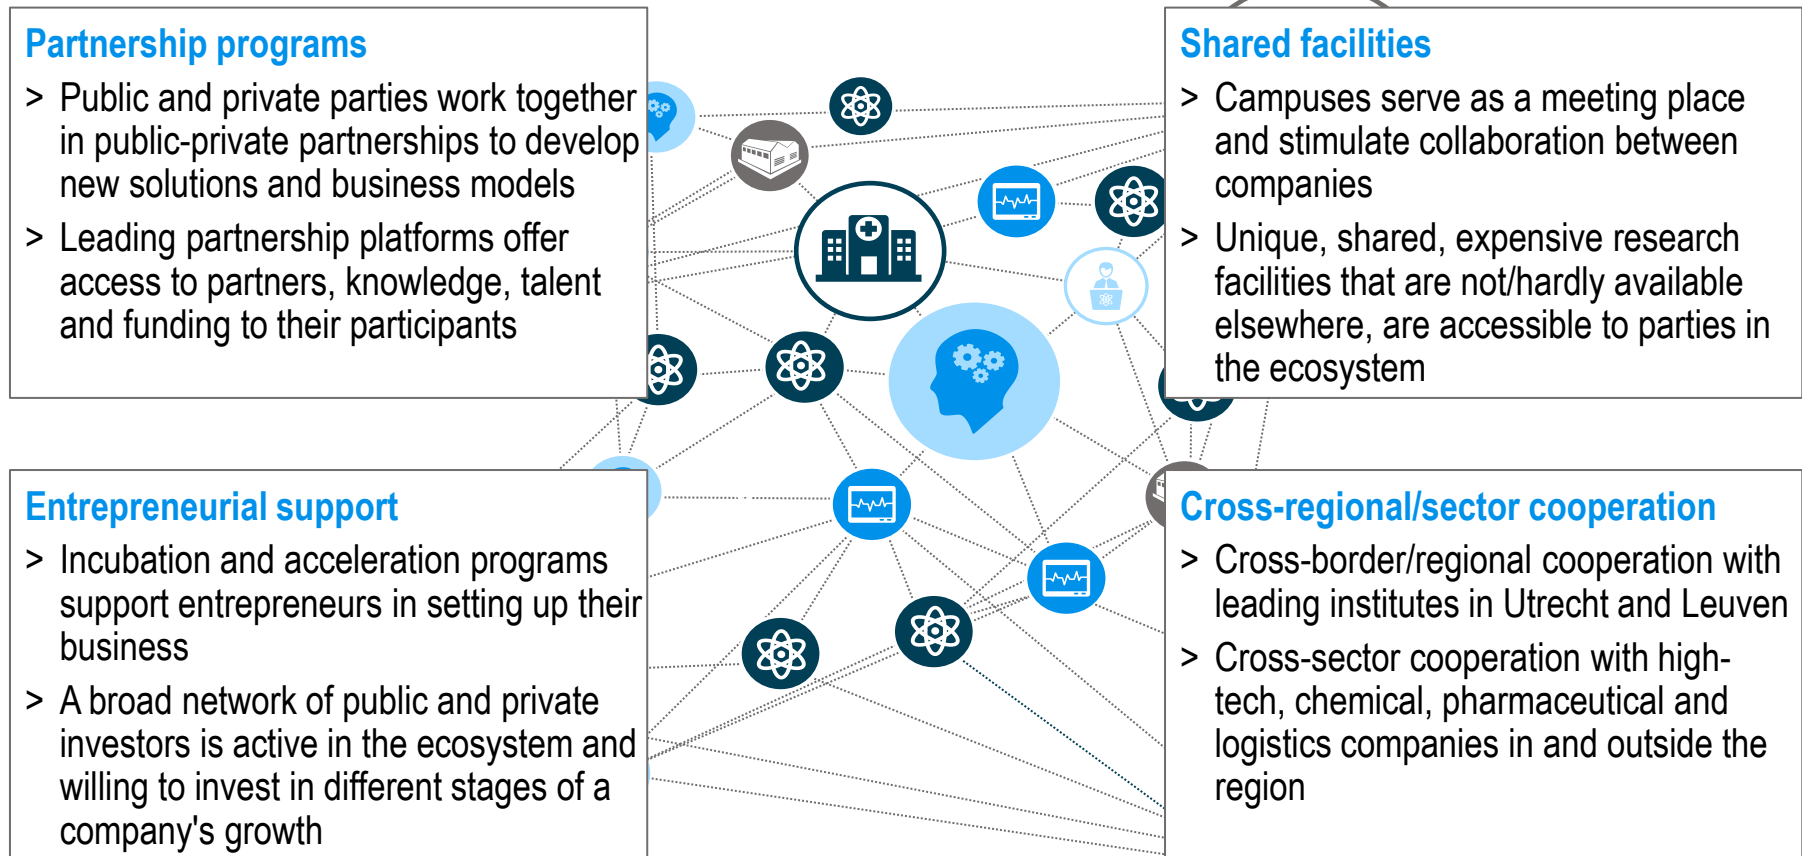 Partnership programs
> Public and private parties work together
in public-private partnerships to develop
new solutions and business models
> Leading partnership platforms offer
access to partners, knowledge, talent
and funding to their participants
Shared facilities
> Campuses serve as a meeting place
and stimulate collaboration between
companies
> Unique, shared, expensive research
facilities that are not/hardly available
elsewhere, are accessible to parties in
the ecosystem
Entrepreneurial support
> Incubation and acceleration programs
support entrepreneurs in setting up their
business
> A broad network of public and private
investors is active in the ecosystem and
willing to invest in different stages of a
company's growth
Cross-regional/sector cooperation
> Cross-border/regional cooperation with
leading institutes in Utrecht and Leuven
> Cross-sector cooperation with high-
tech, chemical, pharmaceutical and
logistics companies in and outside the
region